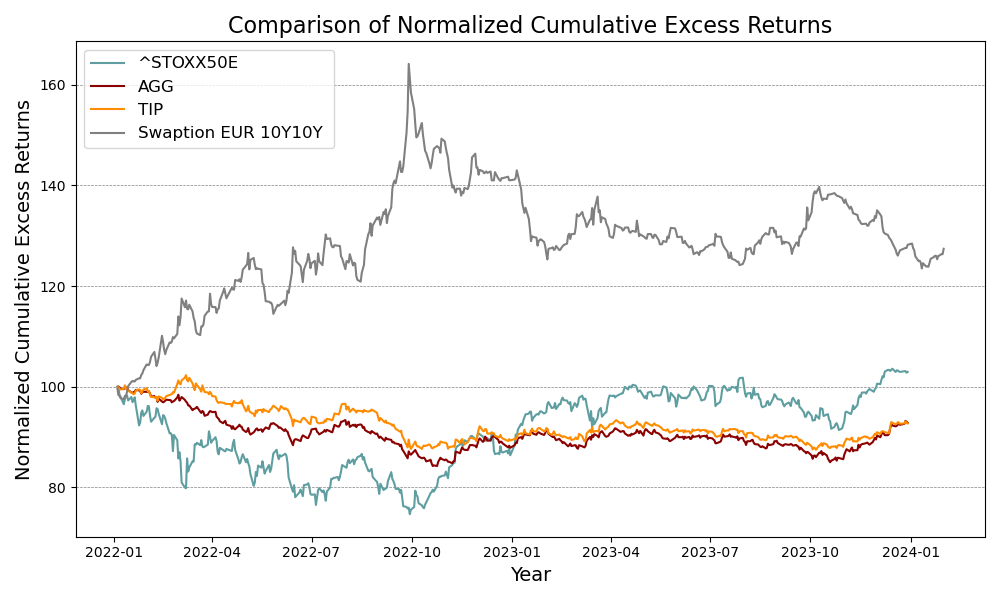 Comparison of Normalized Cumulative Excess Returns
^STOXX50E
AGG
TIP
Swaption EUR 10Y10Y
Normalized Cumulative Excess Returns
160
140
120
100
80
2022-01
2022-04
2022-07
2022-10
2023-01
2023-04
2023-07
2023-10
2024-01
Year